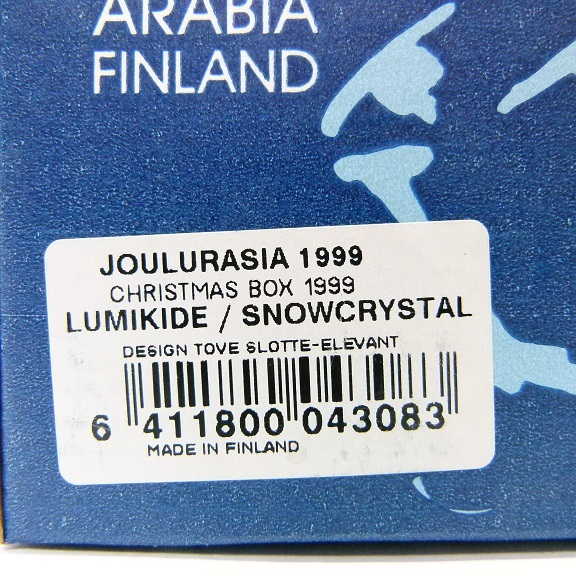 ARABIA
FINLAND
JOULURASIA 1999
CHRISTMAS BOX 1999
LUMIKIDE / SNOWCRYSTAL
DESIGN TOVE SLOTTE-ELEVANT
6 411800 043083
MADE IN FINLAND